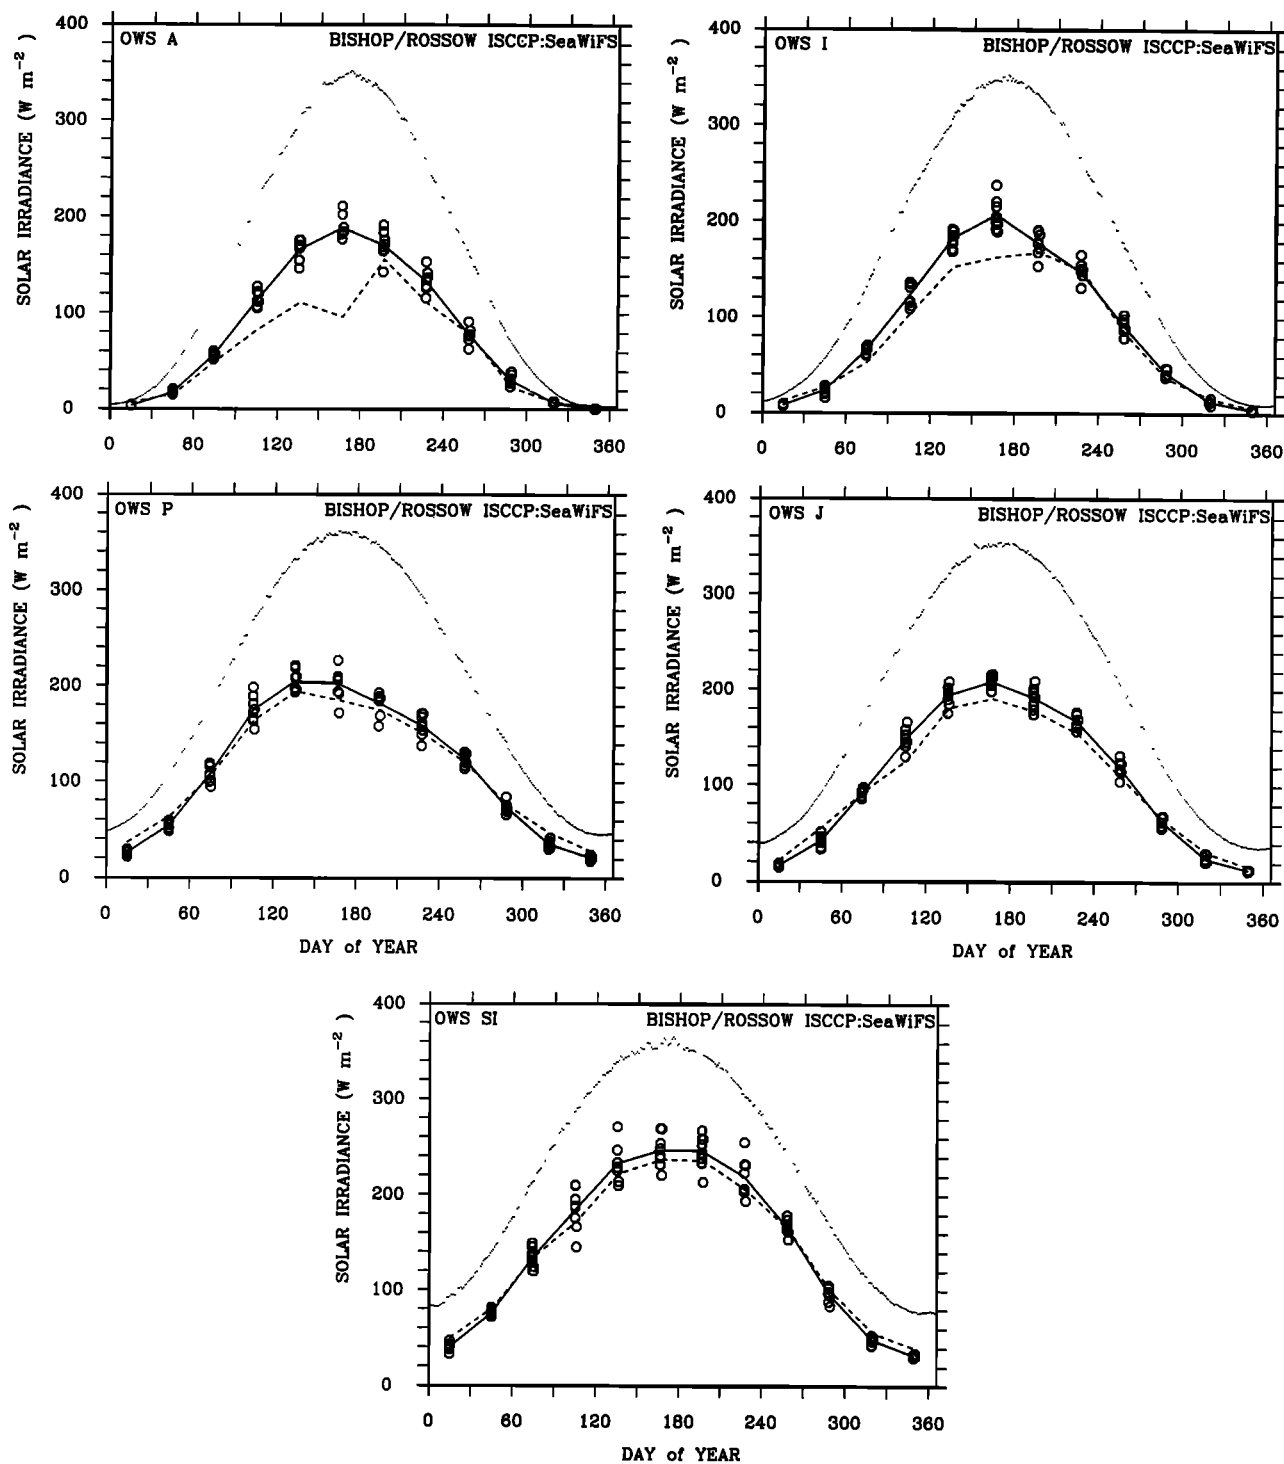 400
300
200
100
0
SOLAR IRRADIANCE (W m⁻²)
OWS A
BISHOP/ROSSOW ISCCP:SeaWiFS
0 60 120 180 240 300 360
400
300
200
100
0
SOLAR IRRADIANCE (W m⁻²)
OWS I
BISHOP/ROSSOW ISCCP:SeaWiFS
0 60 120 180 240 300 360
400
300
200
100
0
SOLAR IRRADIANCE (W m⁻²)
OWS P
BISHOP/ROSSOW ISCCP:SeaWiFS
0 60 120 180 240 300 360
DAY of YEAR
400
300
200
100
0
SOLAR IRRADIANCE (W m⁻²)
OWS J
BISHOP/ROSSOW ISCCP:SeaWiFS
0 60 120 180 240 300 360
DAY of YEAR
400
300
200
100
0
SOLAR IRRADIANCE (W m⁻²)
OWS SI
BISHOP/ROSSOW ISCCP:SeaWiFS
0 60 120 180 240 300 360
DAY of YEAR